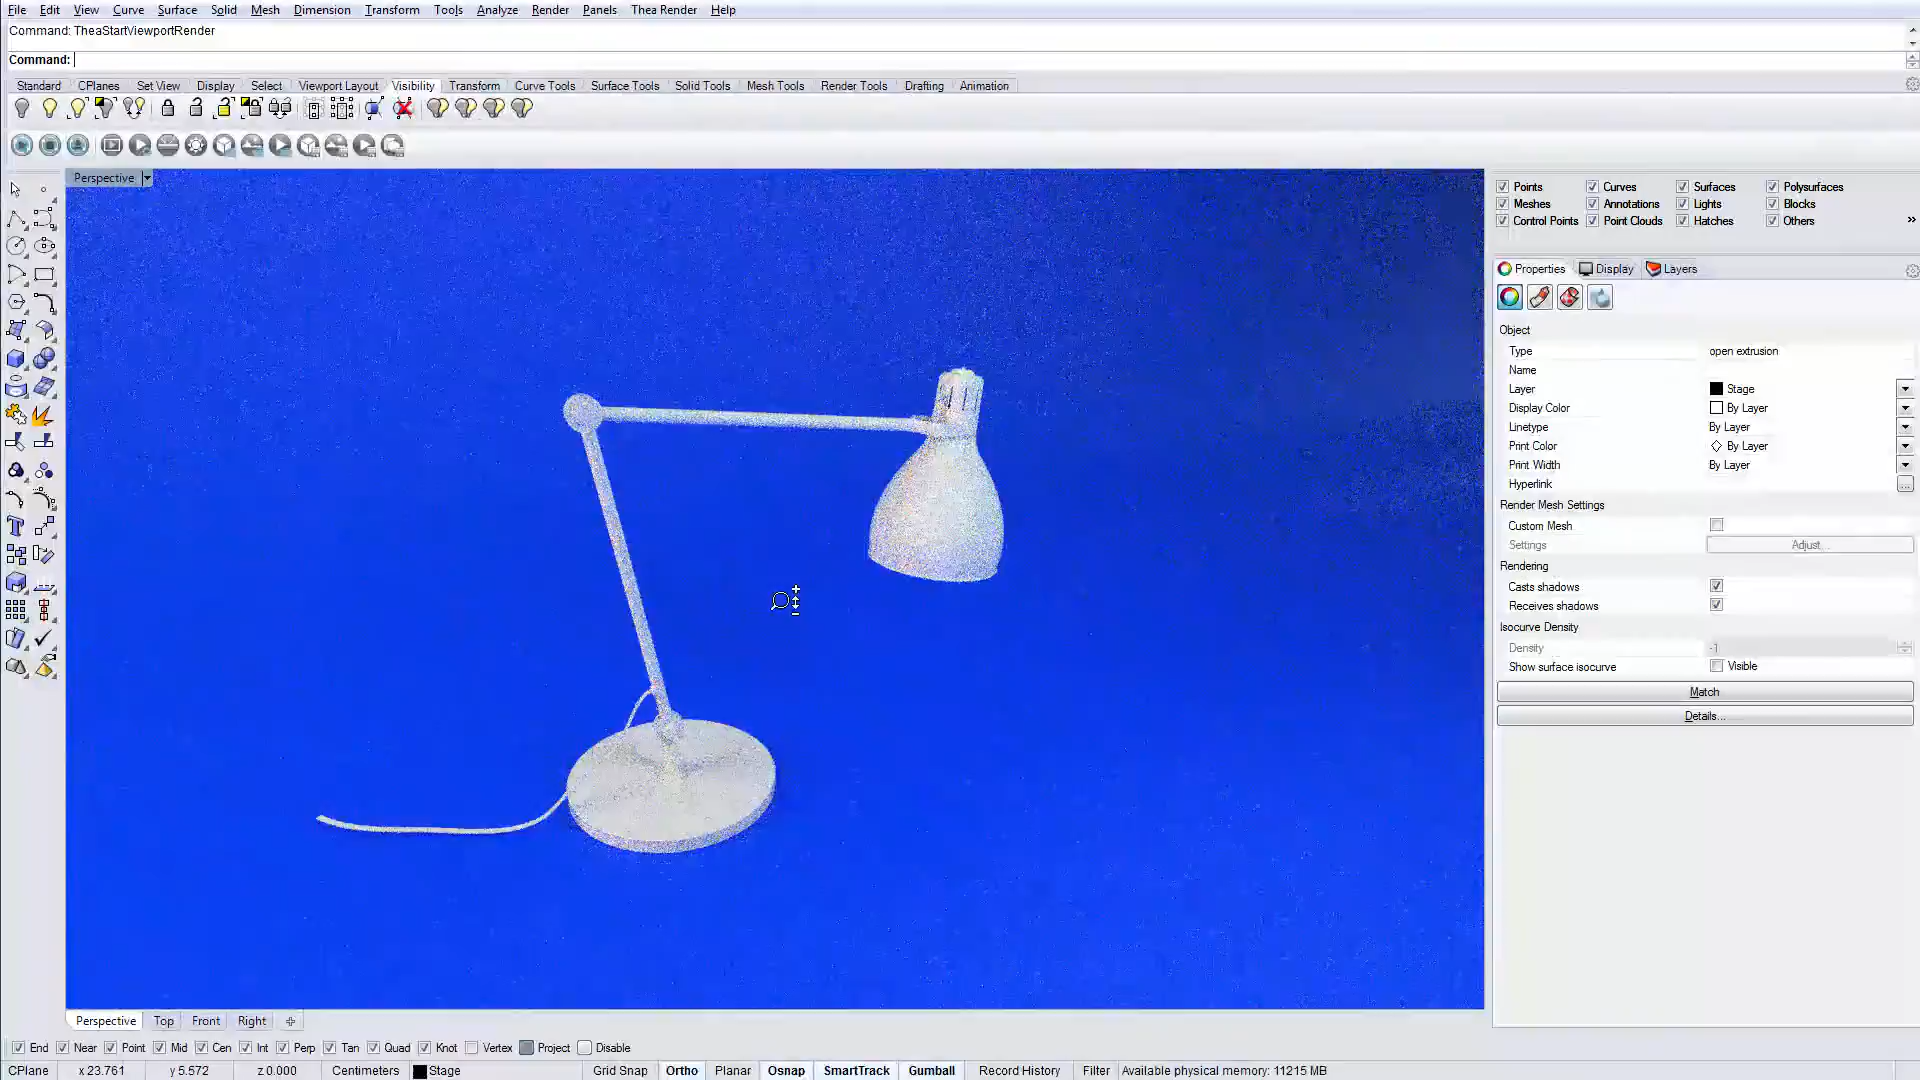 File Edit View Curve Surface Solid Mesh Dimension Transform Tools Analyze Render Panels Thea Render Help
Command: TheaStartViewportRender
Command:
Standard CPlanes Set View Display Select Viewport Layout Visibility Transform Curve Tools Surface Tools Solid Tools Mesh Tools Render Tools Drafting Animation
Perspective
Points Curves Surfaces Polysurfaces
Meshes Annotations Lights Blocks
Control Points Point Clouds Hatches Others »
Properties Display Layers
Object
Type open extrusion
Name
Layer Stage
Display Color By Layer
Linetype By Layer
Print Color By Layer
Print Width By Layer
Hyperlink ...
Render Mesh Settings
Custom Mesh
Settings Adjust...
Rendering
Casts shadows
Receives shadows
Isocurve Density
Density -1
Show surface isocurve Visible
Match
Details...
Perspective Top Front Right
End Near Point Mid Cen Int Perp Tan Quad Knot Vertex Project Disable
CPlane x 23.761 y 5.572 z 0.000 Centimeters Stage Grid Snap Ortho Planar Osnap SmartTrack Gumball Record History Filter Available physical memory: 11215 MB